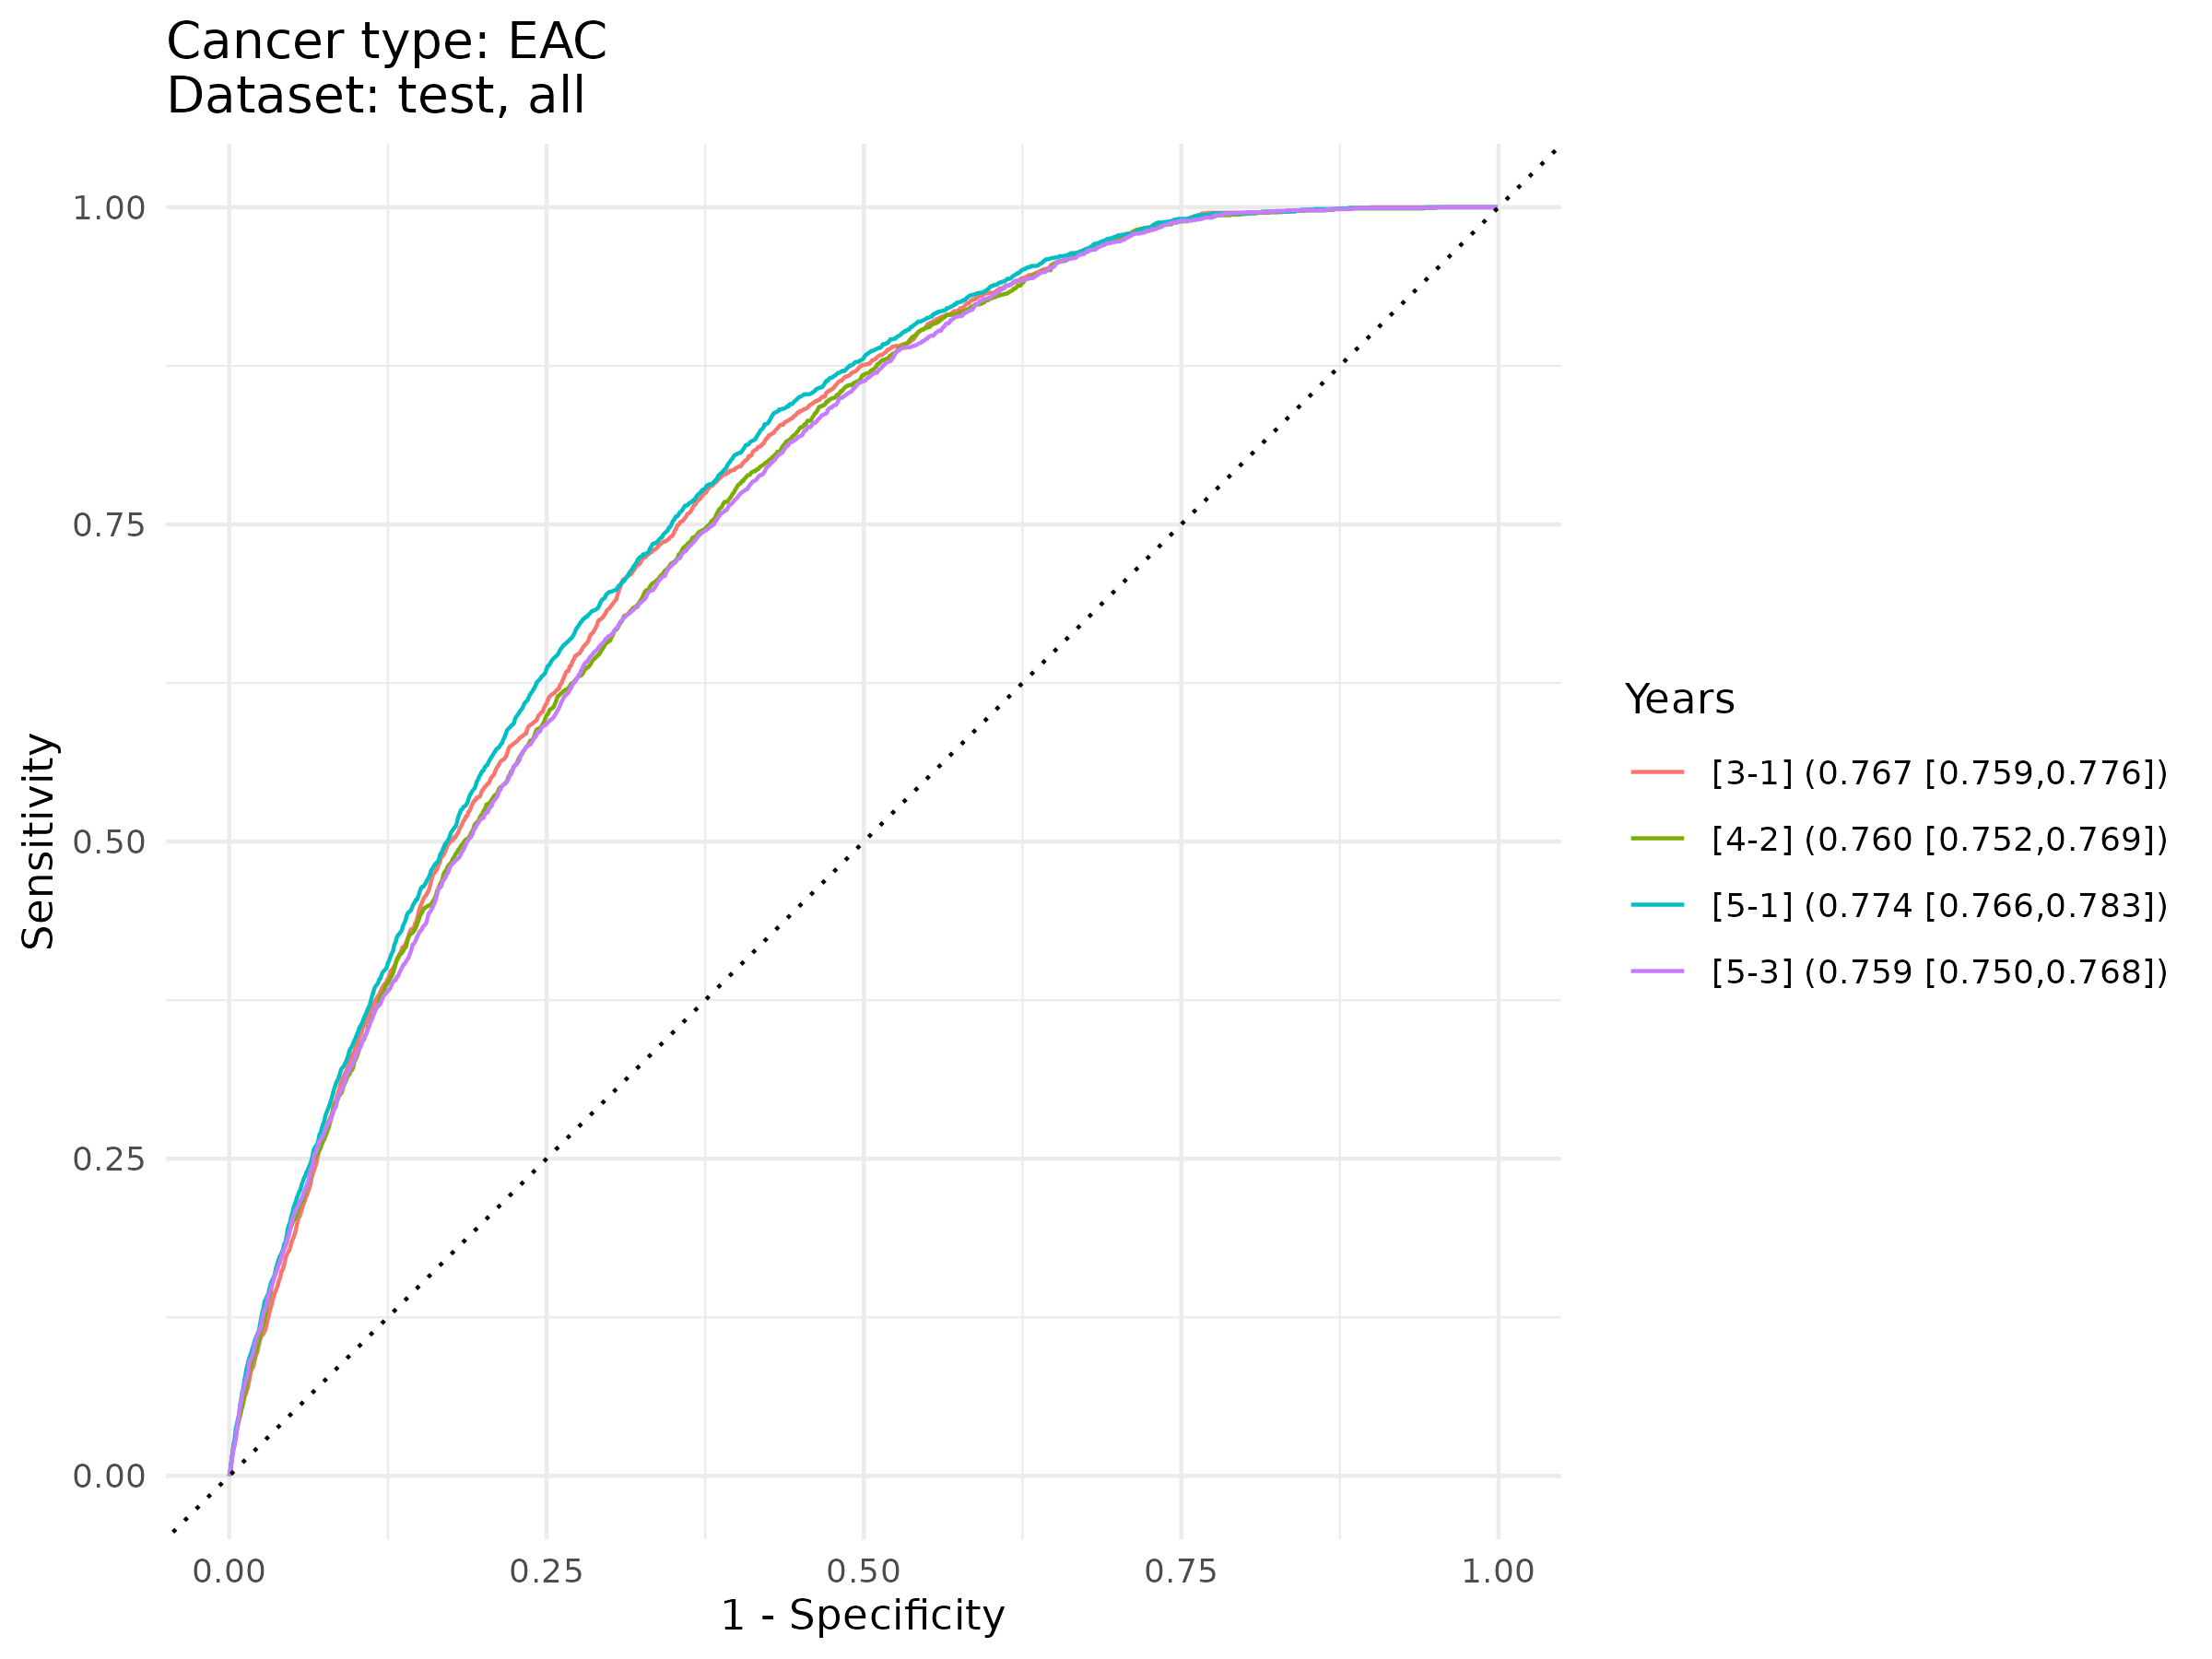 Cancer type: EAC
Dataset: test, all
1.00
0.75
0.50
0.25
0.00
Sensitivity
0.00
0.25
0.50
0.75
1.00
1 - Specificity
Years
[3-1] (0.767 [0.759,0.776])
[4-2] (0.760 [0.752,0.769])
[5-1] (0.774 [0.766,0.783])
[5-3] (0.759 [0.750,0.768])